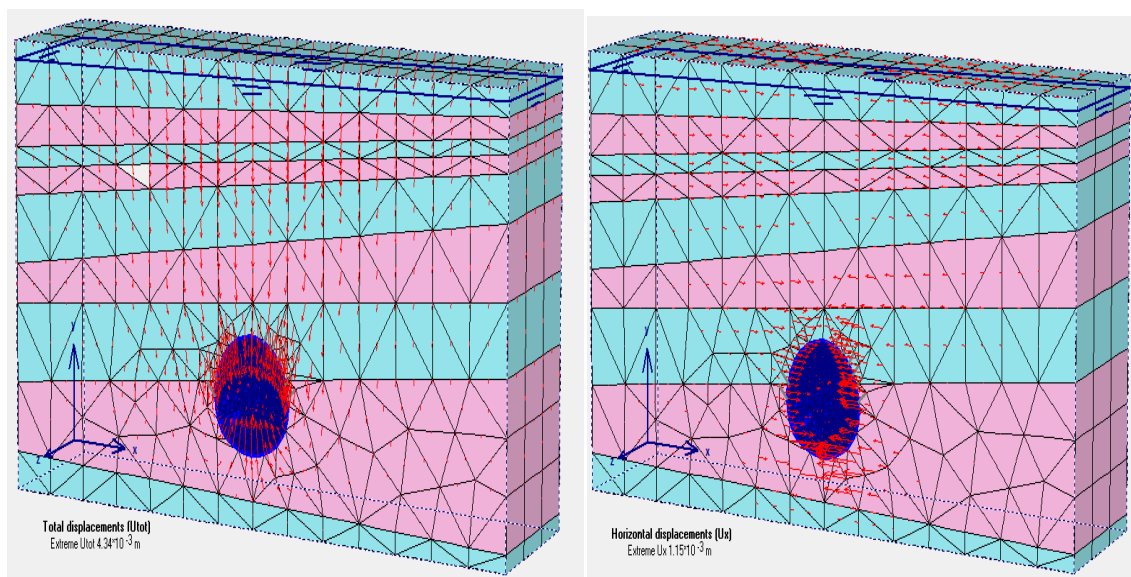 y
x
z
Total displacements (Utot)
Extreme Utot 4.34*10 -3 m
y
x
z
Horizontal displacements (Ux)
Extreme Ux 1.15*10 -3 m